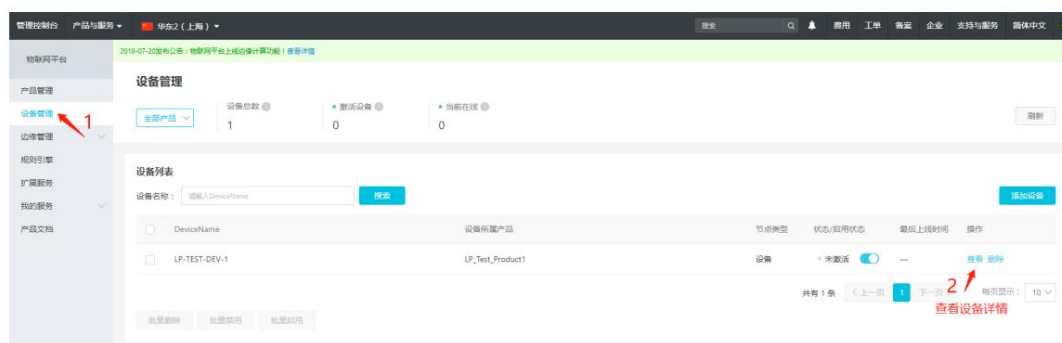 管理控制台 产品与服务 华东2（上海） 搜索 费用 工单 备案 企业 支持与服务 简体中文
物联网平台
2018-07-20发布公告：物联网平台上线边缘计算功能！查看详情
产品管理
设备管理
边缘管理
规则引擎
扩展服务
我的服务
产品文档
1
设备管理
全部产品
设备总数
1
激活设备
0
当前在线
0
刷新
设备列表
设备名称： 请输入DeviceName 搜索 添加设备
DeviceName 设备所属产品 节点类型 状态/启用状态 最后上线时间 操作
LP-TEST-DEV-1 LP_Test_Product1 设备 未激活 — 查看 删除
共有1条 上一页 1 下一页 每页显示： 10
2
查看设备详情
批量删除 批量禁用 批量启用